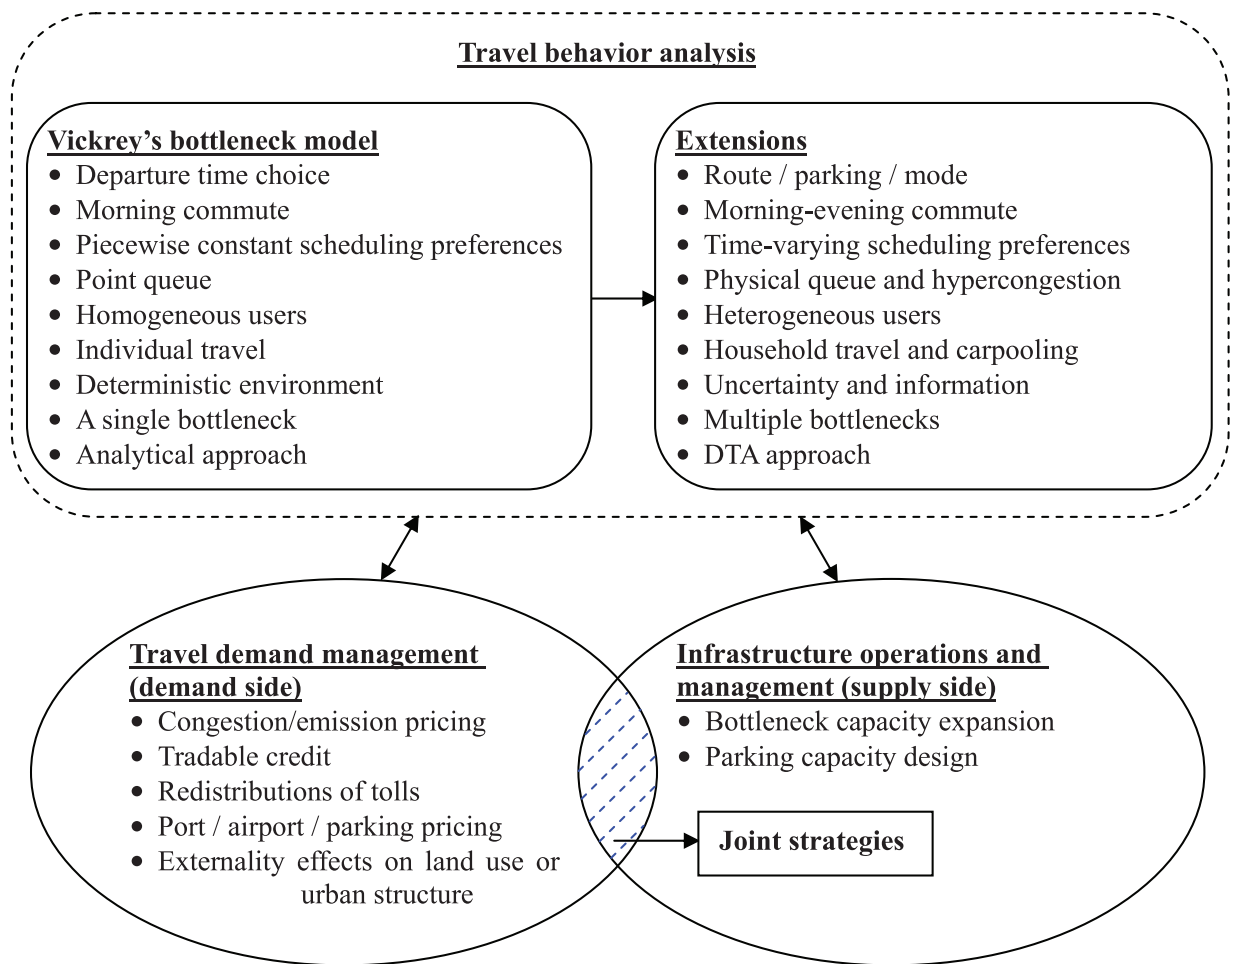 Travel behavior analysis
Vickrey’s bottleneck model
• Departure time choice
• Morning commute
• Piecewise constant scheduling preferences
• Point queue
• Homogeneous users
• Individual travel
• Deterministic environment
• A single bottleneck
• Analytical approach
Extensions
• Route / parking / mode
• Morning-evening commute
• Time-varying scheduling preferences
• Physical queue and hypercongestion
• Heterogeneous users
• Household travel and carpooling
• Uncertainty and information
• Multiple bottlenecks
• DTA approach
Travel demand management
(demand side)
• Congestion/emission pricing
• Tradable credit
• Redistributions of tolls
• Port / airport / parking pricing
• Externality effects on land use or
urban structure
Infrastructure operations and
management (supply side)
• Bottleneck capacity expansion
• Parking capacity design
Joint strategies